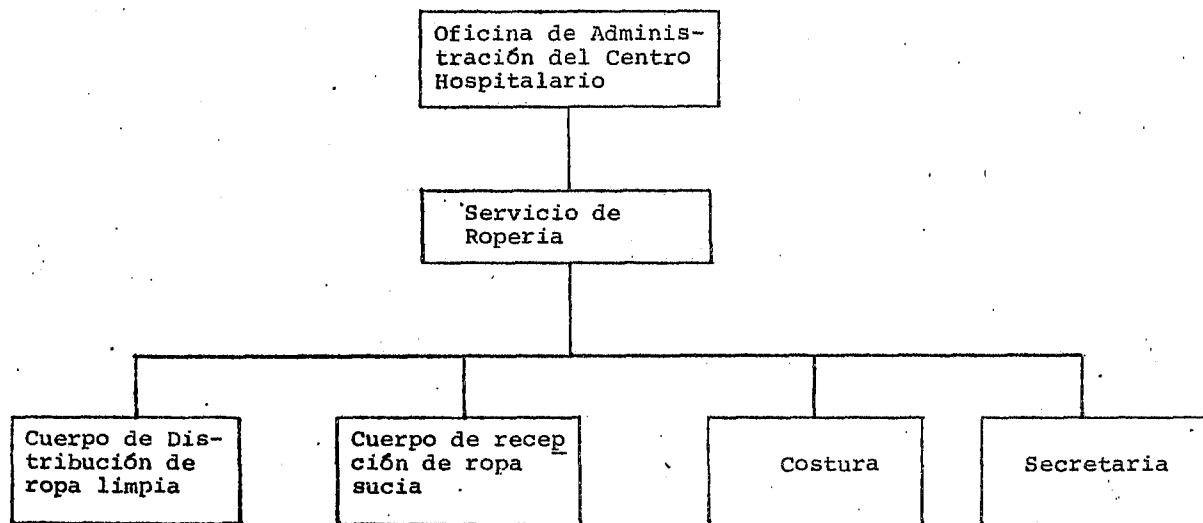 Oficina de Adminis-
tración del Centro
Hospitalario
Servicio de
Roperia
Cuerpo de Dis-
tribución de
ropa límpia
Cuerpo de recep
ción de ropa
sucia
Costura
Secretaria